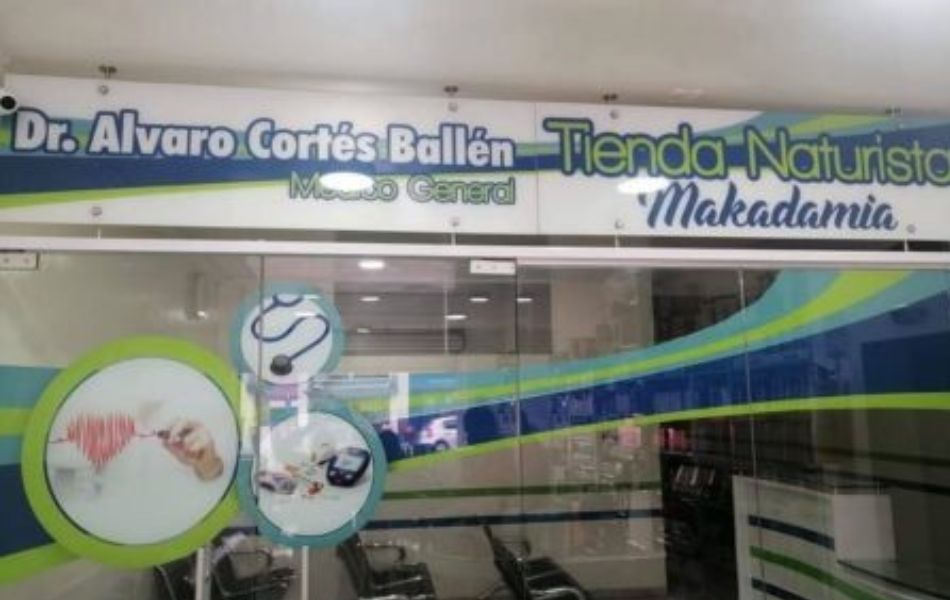 Dr. Alvaro Cortés Ballén
Médico General
Tienda Naturista
Makadamia